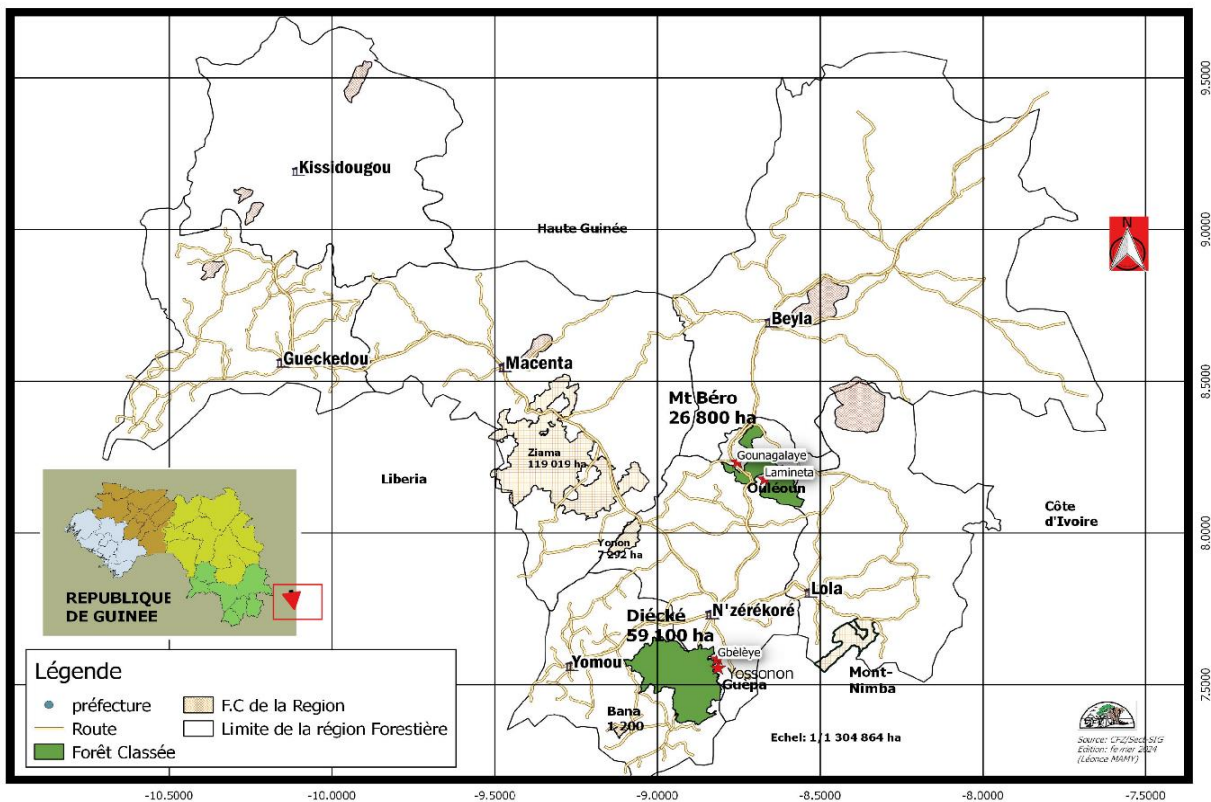 Kissidougou
Haute Guinée
9.5000
9.0000
N
Beyla
Gueckedou
Macenta
8.5000
Mt Béro
26 800 ha
Ziama
119 019 ha
Gounagalaye
Lamineta
Ouléoun
Liberia
Côte
d'Ivoire
8.0000
Yonon
7 292 ha
REPUBLIQUE
DE GUINEE
Lola
N'zérékoré
Diécké
59 100 ha
Gbèlèye
Yomou
Yossonon
Guépa
Mont-
Nimba
7.5000
Bana
1 200
Légende
préfecture
Route
Forêt Classée
F.C de la Region
Limite de la région Forestière
Echel: 1/1 304 864 ha
Source: CFZ/Sect-SIG
Edition: fevrier 2024
(Léonce MAMY)
-10.5000
-10.0000
-9.5000
-9.0000
-8.5000
-8.0000
-7.5000